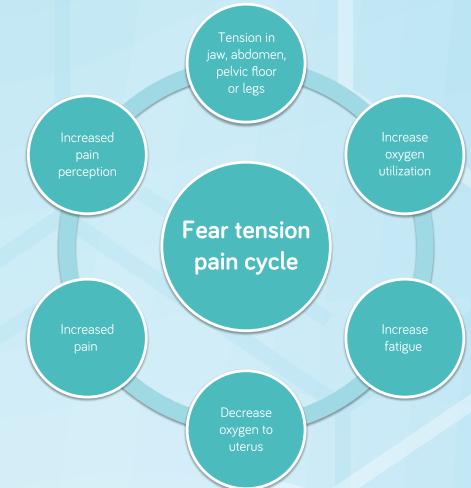 Tension in
jaw, abdomen,
pelvic floor
or legs
Increase
oxygen
utilization
Increase
fatigue
Decrease
oxygen to
uterus
Increased
pain
Increased
pain
perception
Fear tension
pain cycle